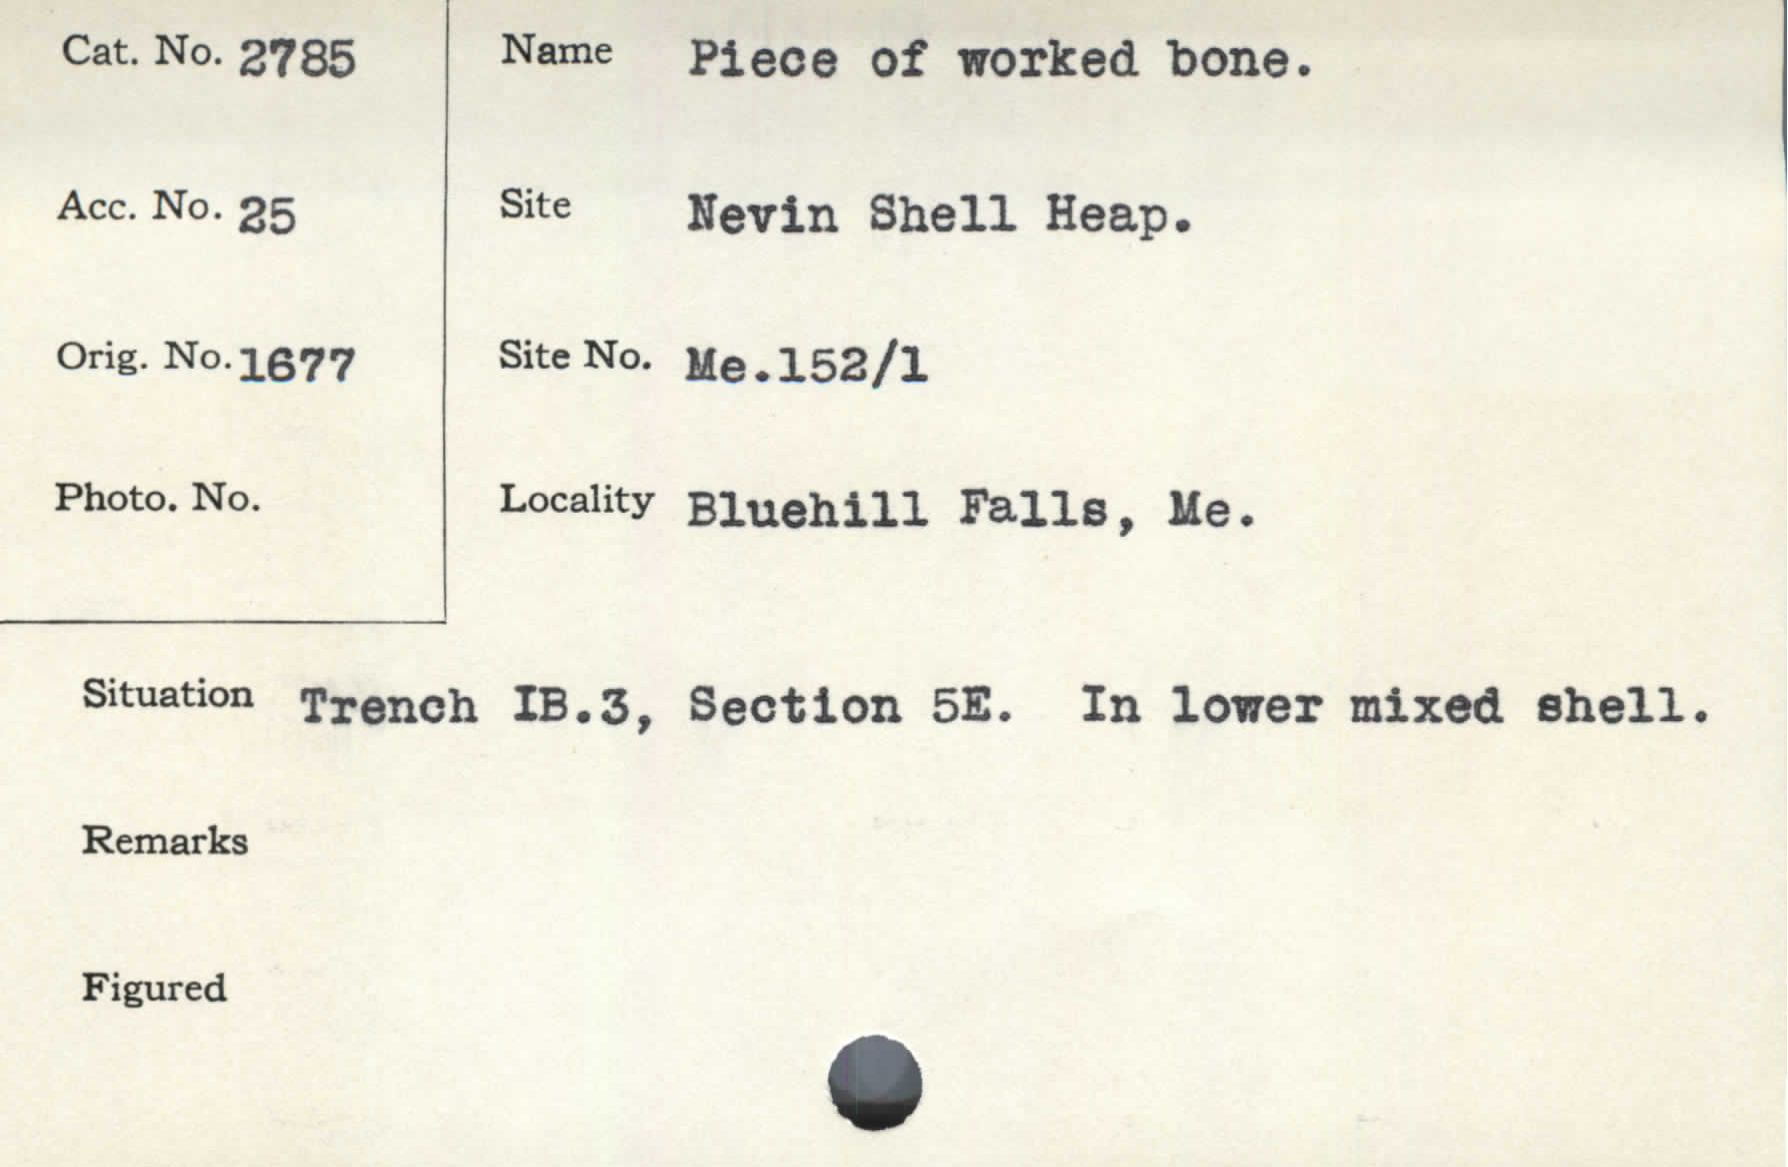 Cat. No. 2785
Name Piece of worked bone.
Acc. No. 25
Site Nevin Shell Heap.
Orig. No. 1677
Site No. Me.152/1
Photo. No.
Locality Bluehill Falls, Me.
Situation Trench IB.3, Section 5E. In lower mixed shell.
Remarks
Figured